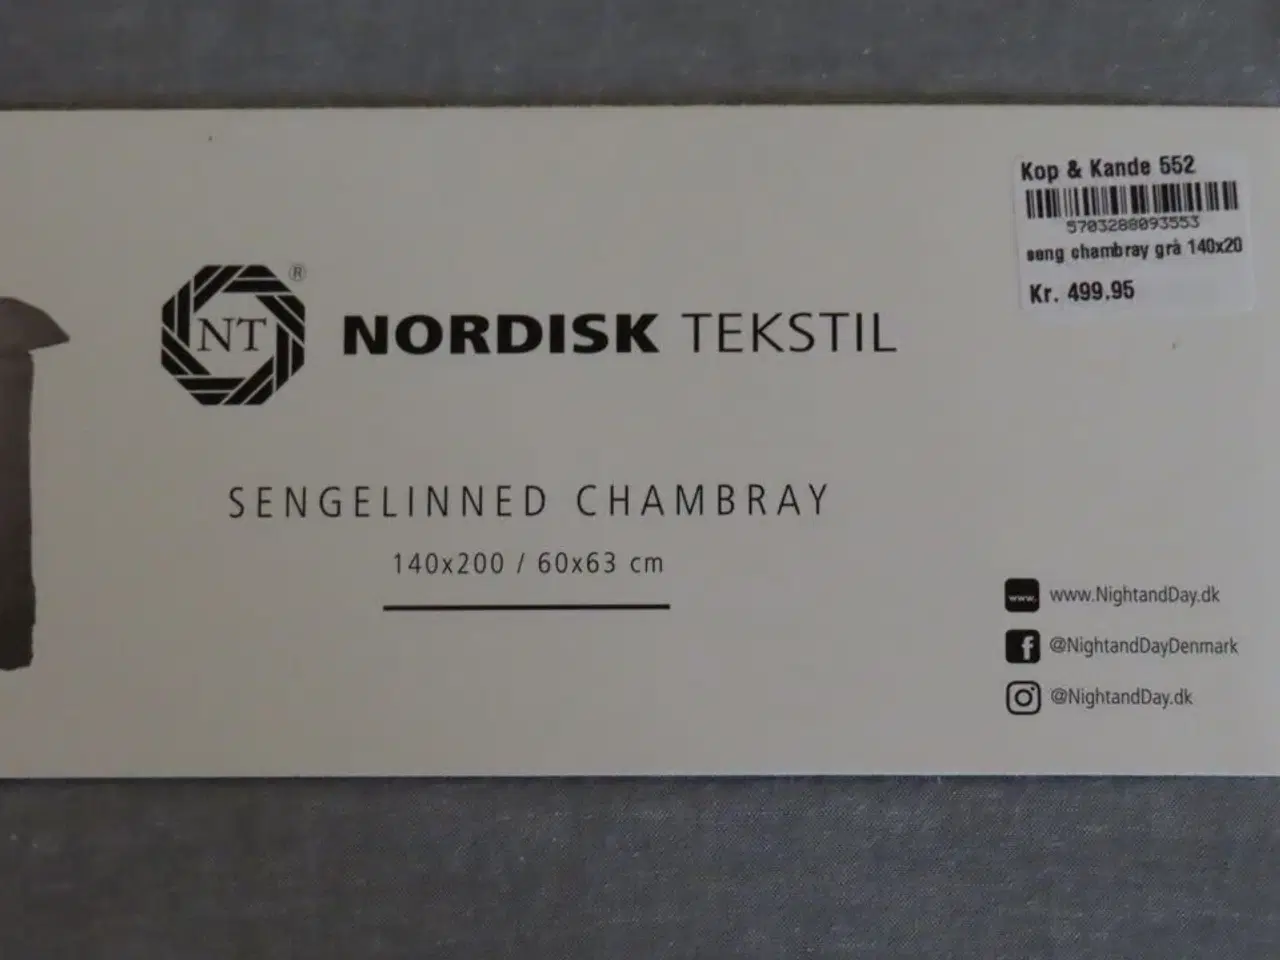 Kop & Kande 552
5703288093553
seng chambray grå 140x20
Kr. 499.95
NT
®
NORDISK TEKSTIL
SENGELINNED CHAMBRAY
140x200 / 60x63 cm
www.
www.NightandDay.dk
f
@NightandDayDenmark
@NightandDay.dk